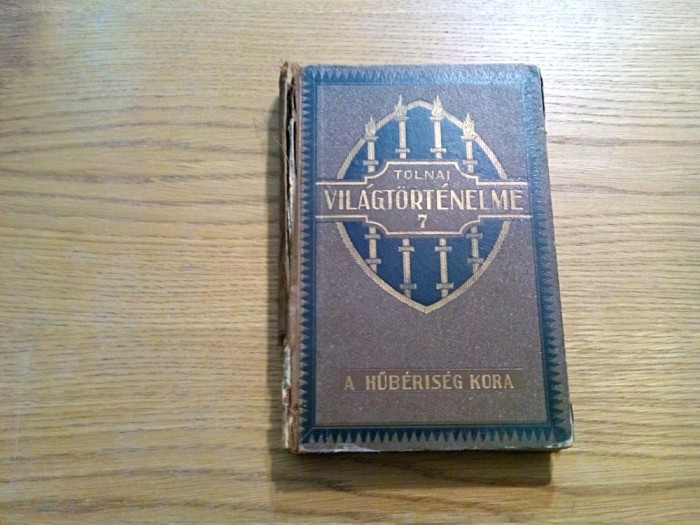 TOLNAI
VILÁGTÖRTÉNELME
7
A HŰBÉRISÉG KORA